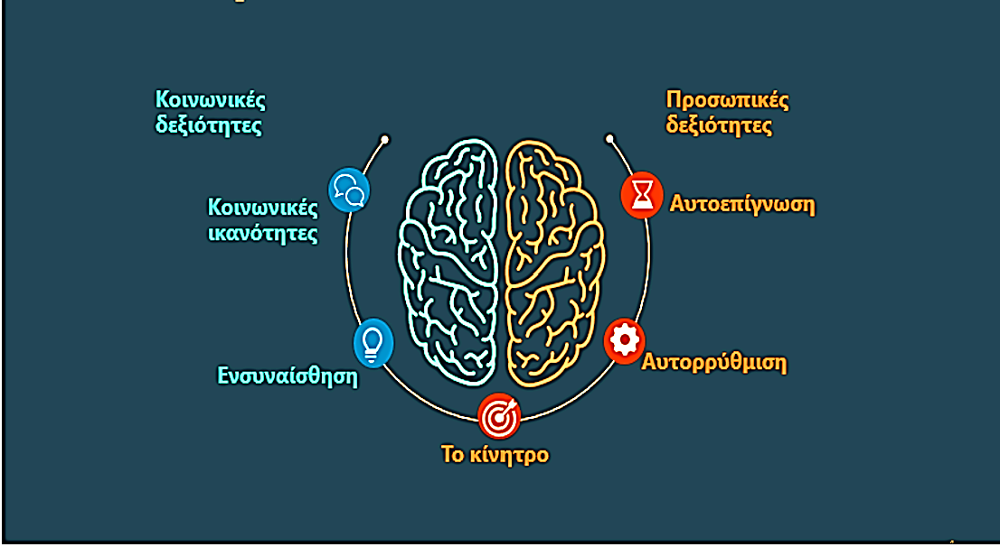 Κοινωνικές
δεξιότητες
Προσωπικές
δεξιότητες
Κοινωνικές
ικανότητες
Αυτοεπίγνωση
Ενσυναίσθηση
Αυτορρύθμιση
Το κίνητρο